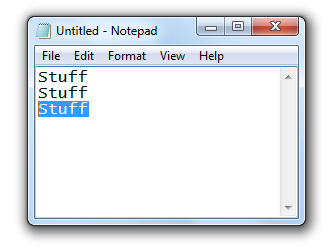 Untitled - Notepad
File Edit Format View Help
Stuff
Stuff
Stuff